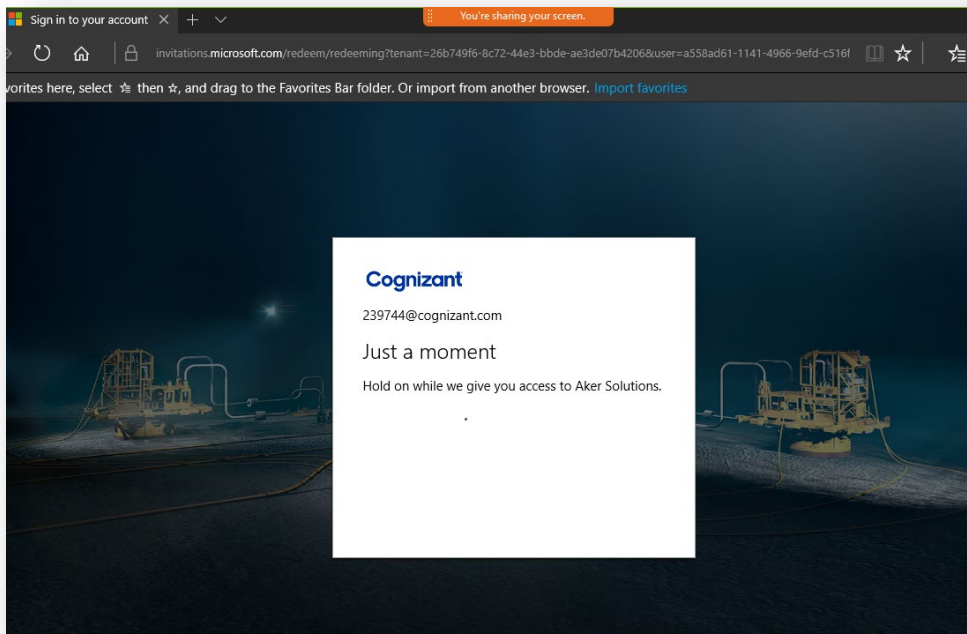 Sign in to your account
You're sharing your screen.
invitations.microsoft.com/redeem/redeeming?tenant=26b749f6-8c72-44e3-bbde-ae3de07b4206&user=a558ad61-1141-4966-9efd-c516f
vorites here, select then , and drag to the Favorites Bar folder. Or import from another browser. Import favorites
Cognizant
239744@cognizant.com
Just a moment
Hold on while we give you access to Aker Solutions.